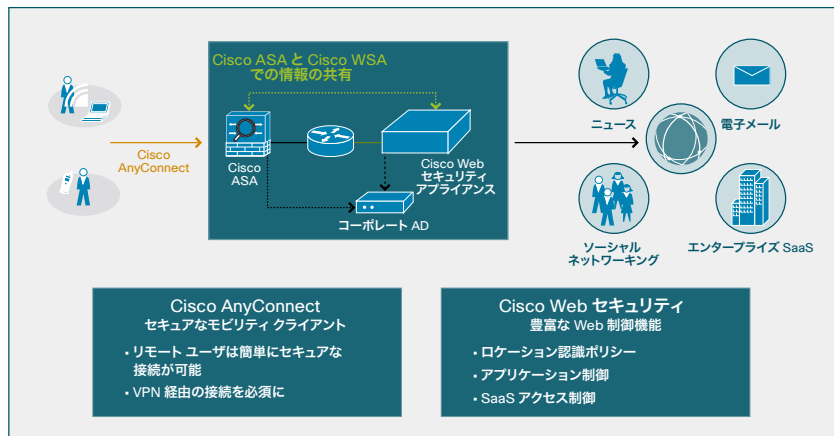 Cisco ASA と Cisco WSA
での情報の共有
Cisco
AnyConnect
Cisco
ASA
Cisco Web
セキュリティ
アプライアンス
コーポレート AD
ニュース
電子メール
ソーシャル
ネットワーキング
エンタープライズ SaaS
Cisco AnyConnect
セキュアなモビリティ クライアント
▪ リモート ユーザは簡単にセキュアな
接続が可能
▪ VPN 経由の接続を必須に
Cisco Web セキュリティ
豊富な Web 制御機能
▪ ロケーション認識ポリシー
▪ アプリケーション制御
▪ SaaS アクセス制御